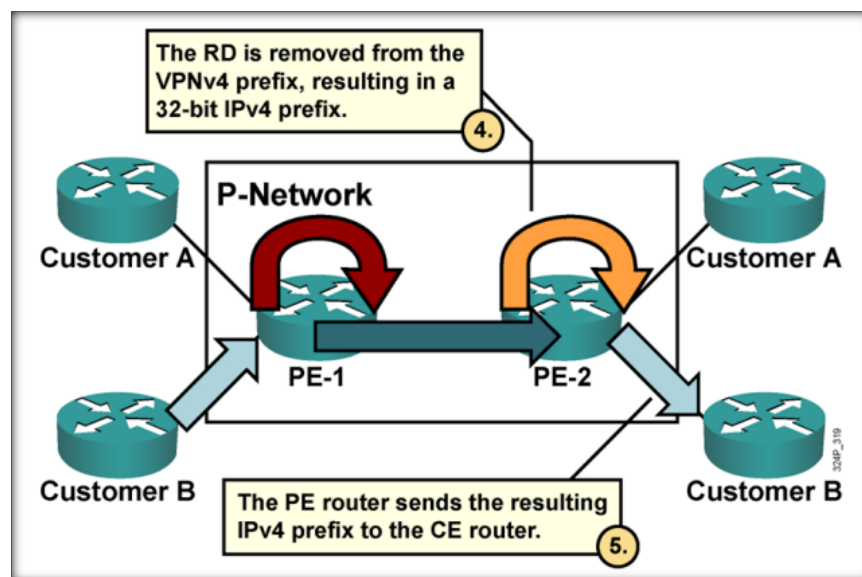 The RD is removed from the
VPNv4 prefix, resulting in a
32-bit IPv4 prefix.
4.
P-Network
Customer A
Customer A
PE-1
PE-2
Customer B
Customer B
324P_319
The PE router sends the resulting
IPv4 prefix to the CE router.
5.